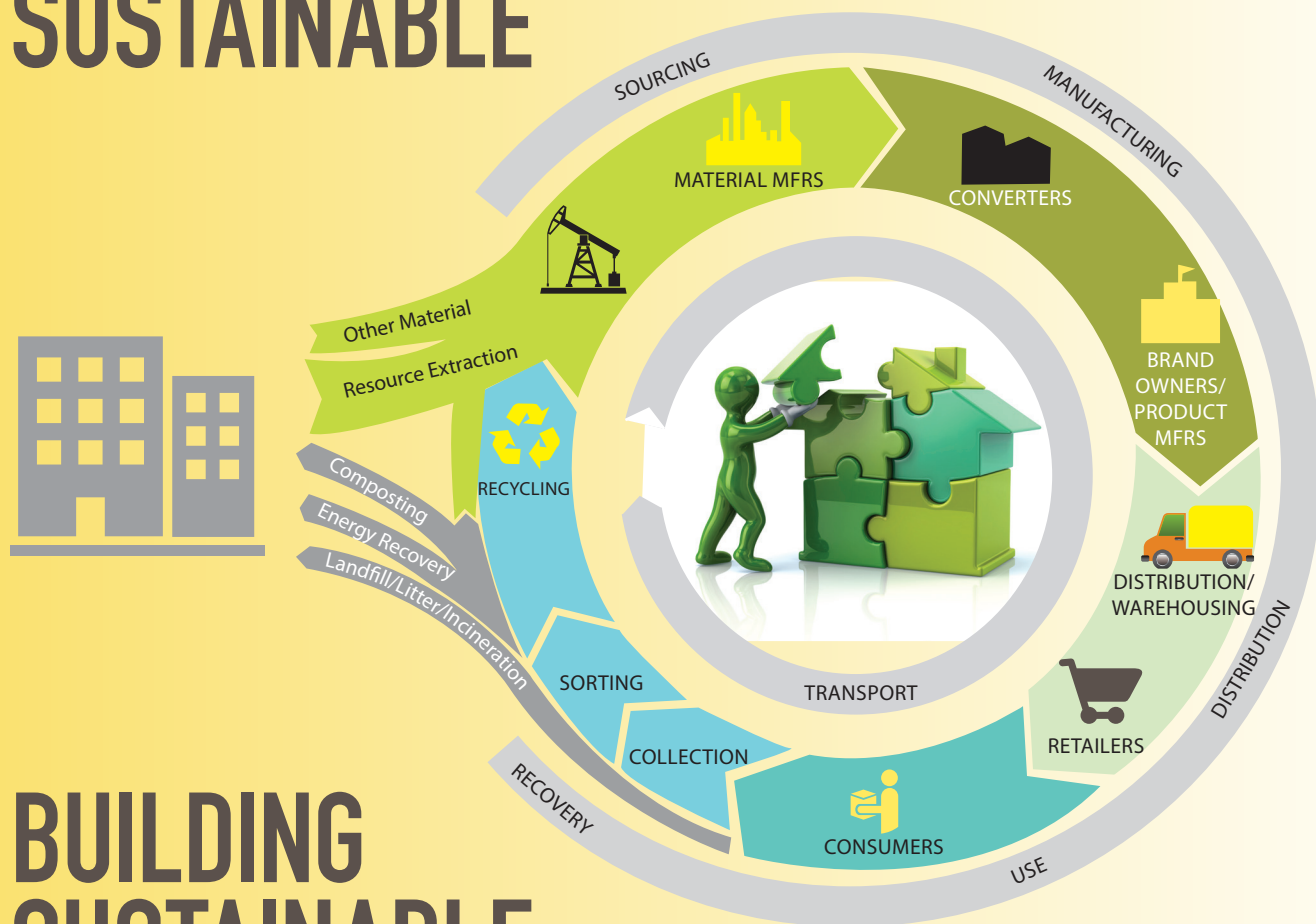 SUSTAINABLE
SOURCING
MANUFACTURING
MATERIAL MFRS
CONVERTERS
Other Material
Resource Extraction
BRAND
OWNERS/
PRODUCT
MFRS
Composting
Energy Recovery
Landfill/Litter/Incineration
RECYCLING
DISTRIBUTION/
WAREHOUSING
DISTRIBUTION
SORTING
TRANSPORT
RETAILERS
COLLECTION
RECOVERY
CONSUMERS
USE
BUILDING
SUSTAINABLE